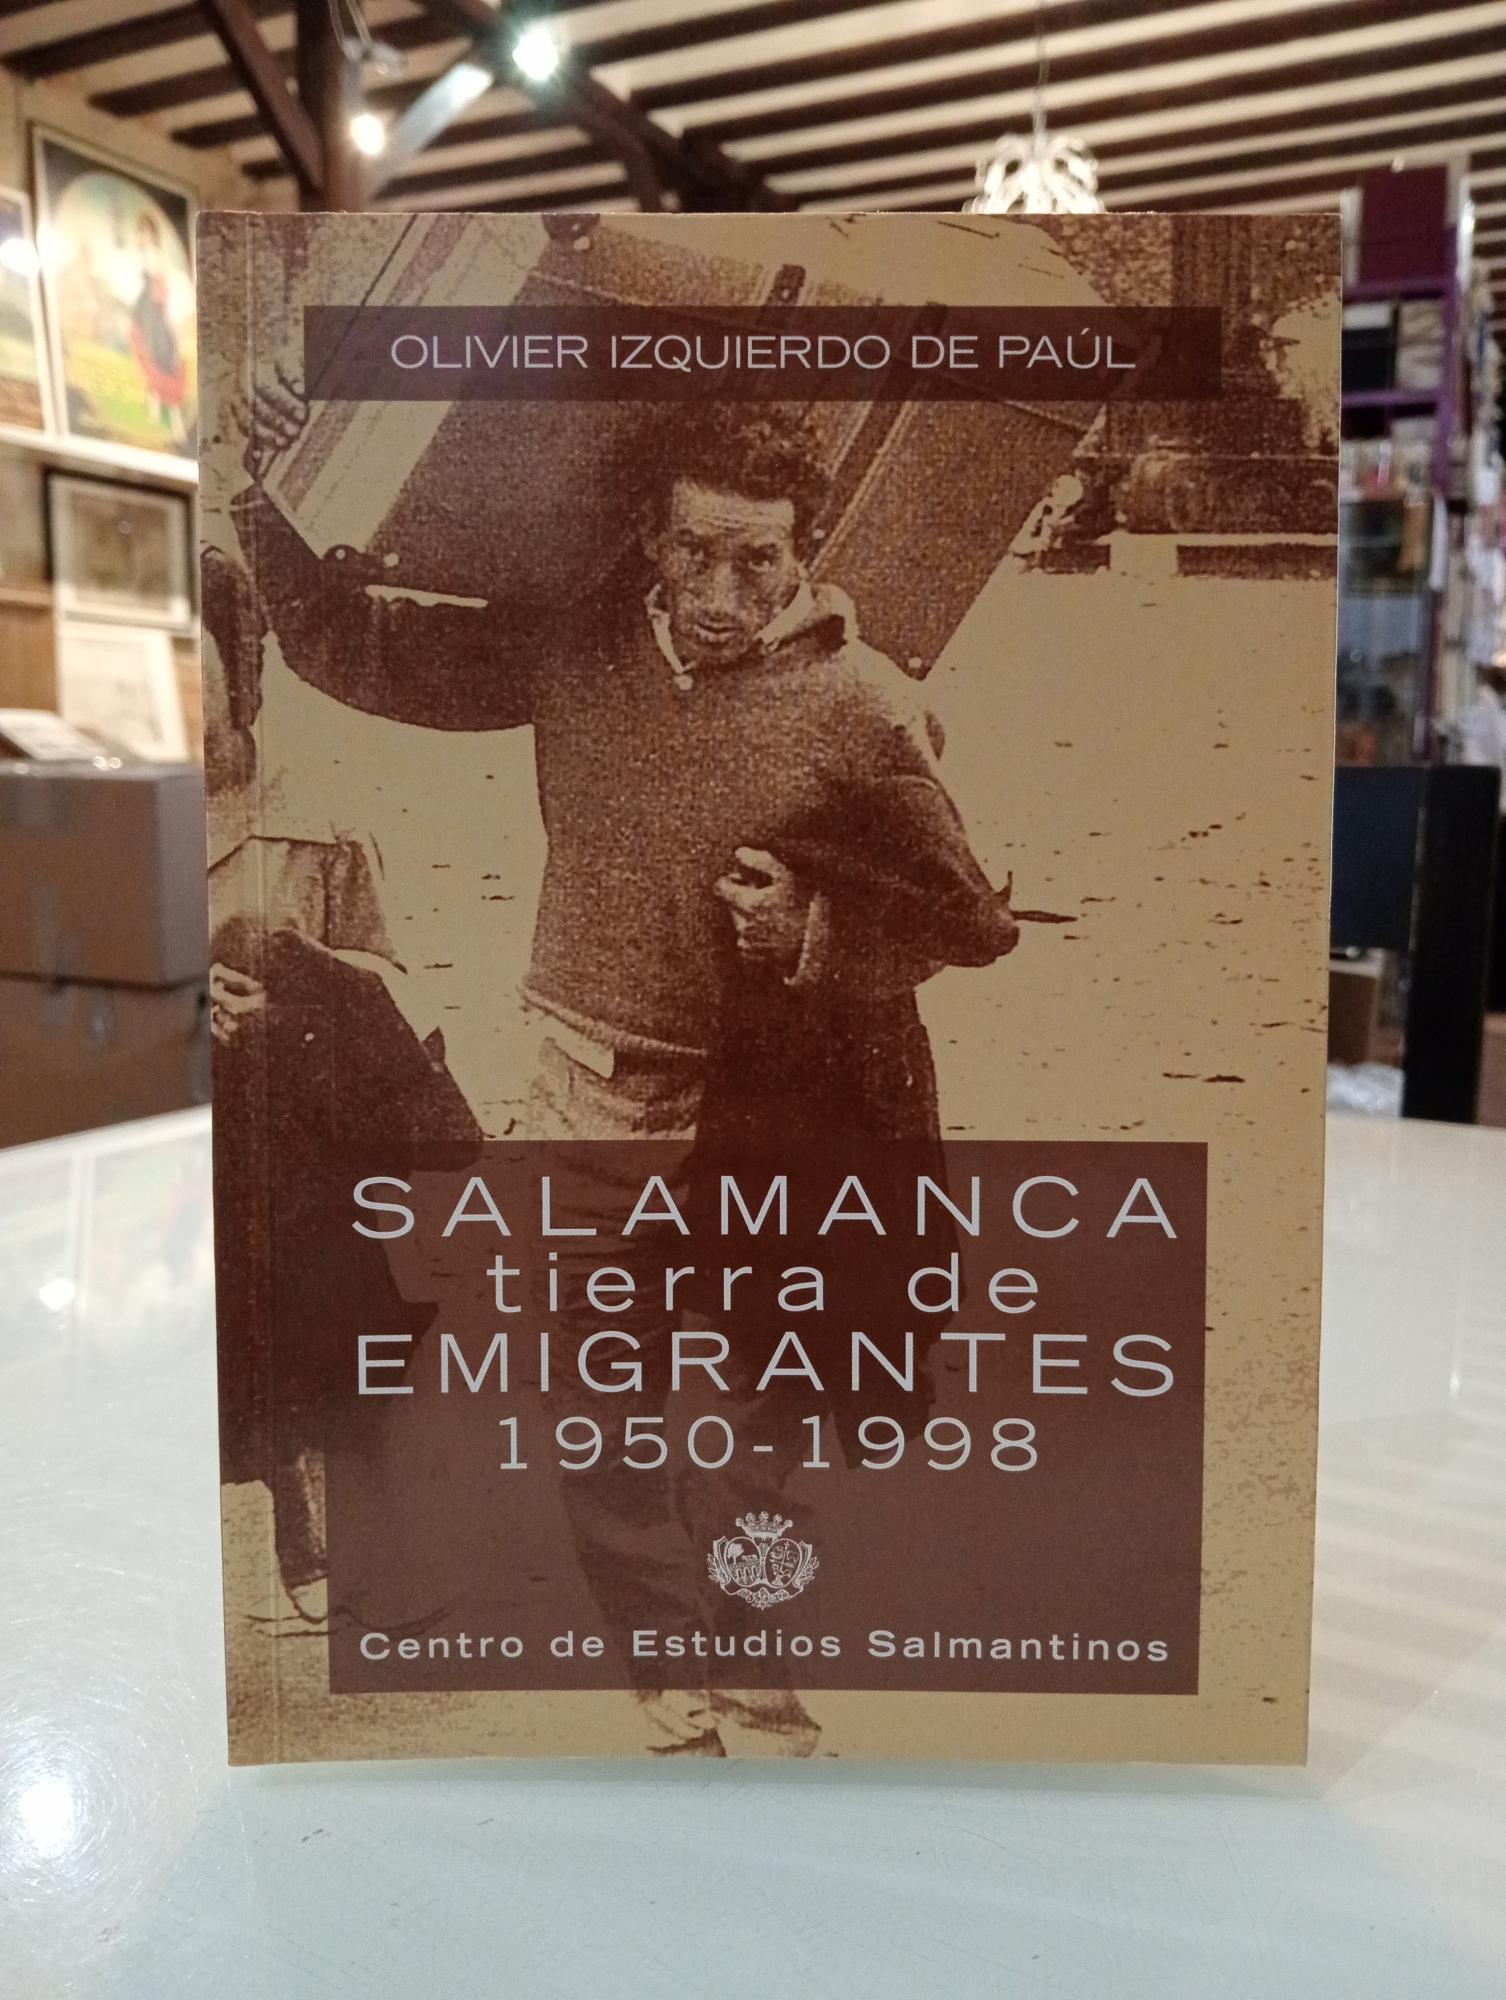 OLIVIER IZQUIERDO DE PAÚL
SALAMANCA
tierra de
EMIGRANTES
1950-1998
Centro de Estudios Salmantinos